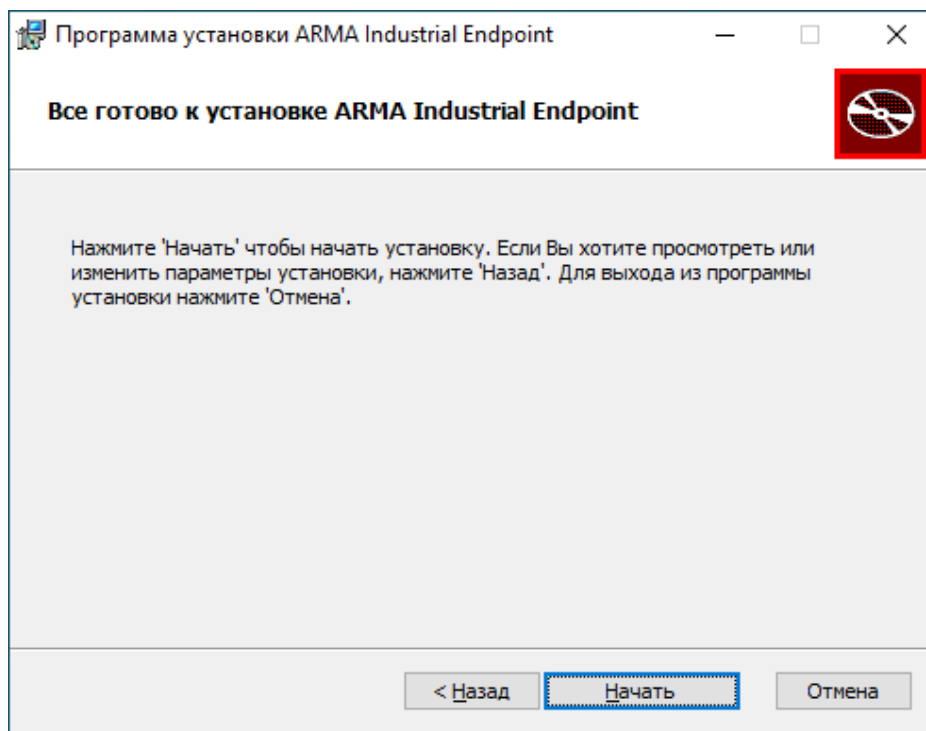 Программа установки ARMA Industrial Endpoint
Все готово к установке ARMA Industrial Endpoint
Нажмите 'Начать' чтобы начать установку. Если Вы хотите просмотреть или
изменить параметры установки, нажмите 'Назад'. Для выхода из программы
установки нажмите 'Отмена'.
< Назад
Начать
Отмена